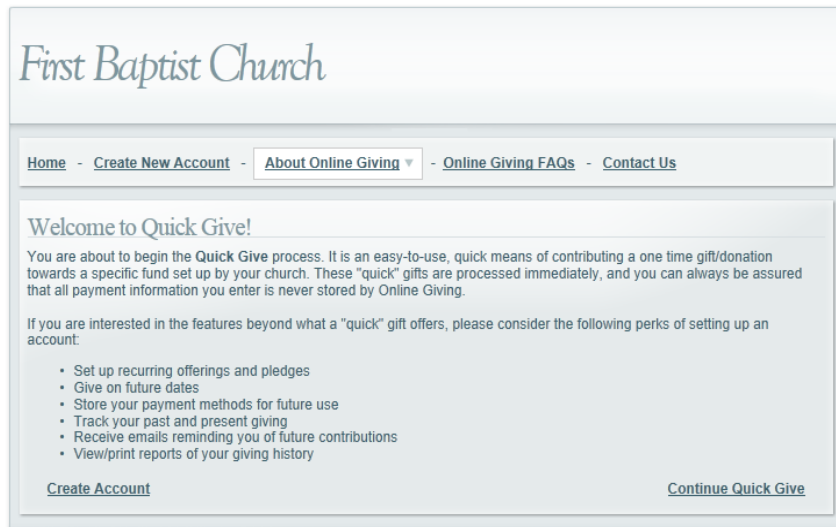 First Baptist Church
Home - Create New Account - About Online Giving ▼ - Online Giving FAQs - Contact Us
Welcome to Quick Give!
You are about to begin the Quick Give process. It is an easy-to-use, quick means of contributing a one time gift/donation
towards a specific fund set up by your church. These "quick" gifts are processed immediately, and you can always be assured
that all payment information you enter is never stored by Online Giving.
If you are interested in the features beyond what a "quick" gift offers, please consider the following perks of setting up an
account:
• Set up recurring offerings and pledges
• Give on future dates
• Store your payment methods for future use
• Track your past and present giving
• Receive emails reminding you of future contributions
• View/print reports of your giving history
Create Account Continue Quick Give